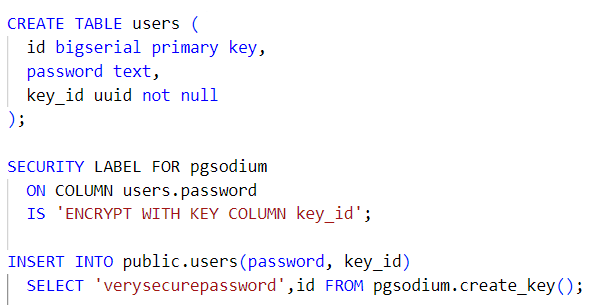 CREATE TABLE users (
id bigserial primary key,
password text,
key_id uuid not null
);
SECURITY LABEL FOR pgsodium
ON COLUMN users.password
IS 'ENCRYPT WITH KEY COLUMN key_id';
INSERT INTO public.users(password, key_id)
SELECT 'verysecurepassword',id FROM pgsodium.create_key();